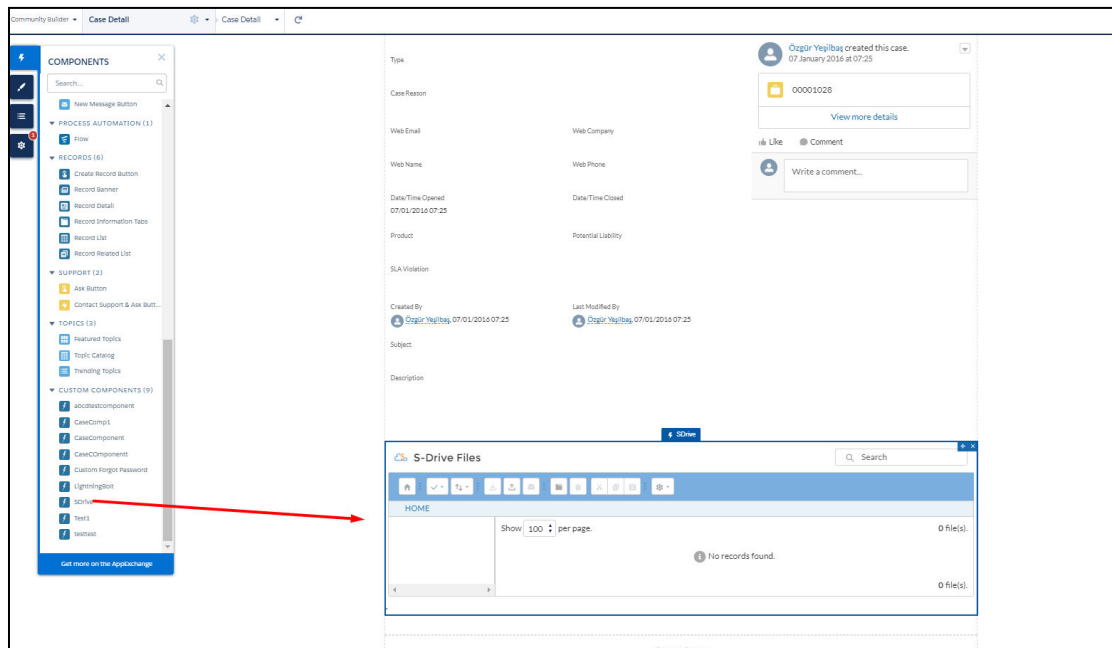 Community Builder
Case Detail
Case Detail
COMPONENTS
Search...
New Message Button
PROCESS AUTOMATION (1)
Flow
RECORDS (6)
Create Record Button
Record Banner
Record Detail
Record Information Tabs
Record List
Record Related List
SUPPORT (2)
Ask Button
Contact Support & Ask Butt...
TOPICS (3)
Featured Topics
Topic Catalog
Trending Topics
CUSTOM COMPONENTS (9)
abcdtestcomponent
CaseComp1
CaseComponent
CaseCOmponentt
Custom Forgot Password
LightningBolt
SDrive
Test1
testtest
Get more on the AppExchange
1
Type
Case Reason
Web Email Web Company
Web Name Web Phone
Date/Time Opened Date/Time Closed
07/01/2016 07:25
Product Potential Liability
SLA Violation
Created By Last Modified By
Özgür Yeşilbaş, 07/01/2016 07:25 Özgür Yeşilbaş, 07/01/2016 07:25
Subject
Description
Özgür Yeşilbaş created this case.
07 January 2016 at 07:25
00001028
View more details
Like Comment
Write a comment...
SDrive
S-Drive Files
Search
HOME
Show 100 per page. 0 file(s).
No records found.
0 file(s).